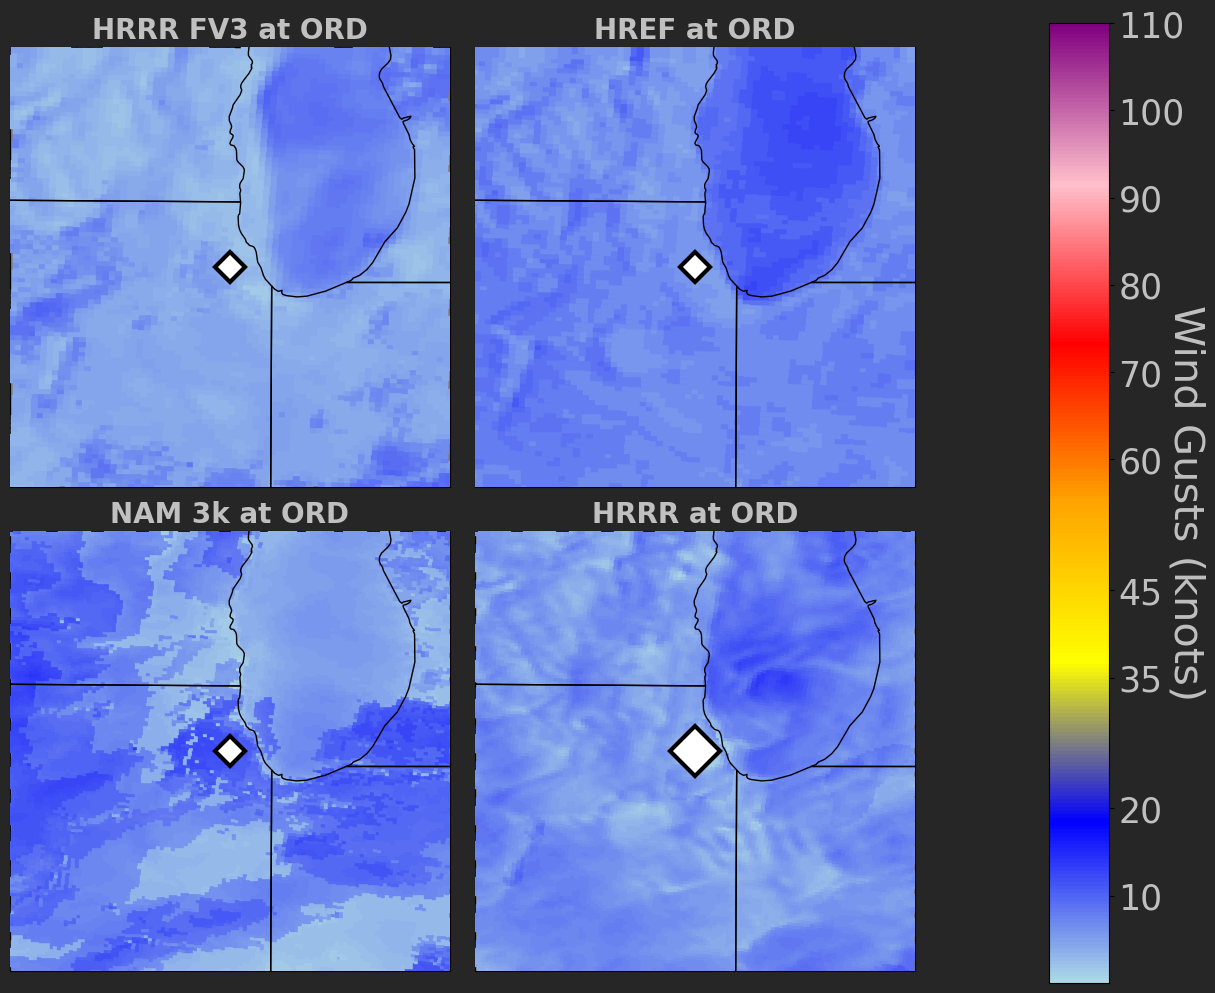 HRRR FV3 at ORD
HREF at ORD
NAM 3k at ORD
HRRR at ORD
110
100
90
80
70
60
45
35
20
10
Wind Gusts (knots)